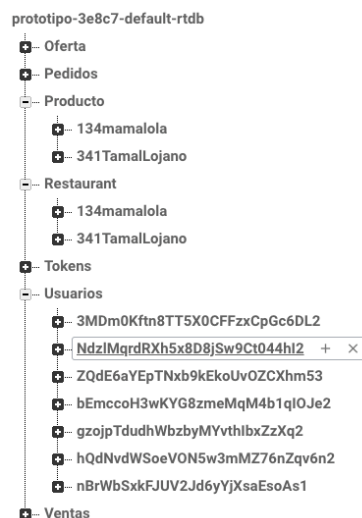 prototipo-3e8c7-default-rtdb
Oferta
Pedidos
Producto
134mamalola
341TamalLojano
Restaurant
134mamalola
341TamalLojano
Tokens
Usuarios
3MDm0Kftn8TT5X0CFFzxCpGc6DL2
NdzlMqrdRXh5x8D8jSw9Ct044hI2
ZQdE6aYEpTNxb9kEkoUvOZCXhm53
bEmccoH3wKYG8zmeMqM4b1qIOJe2
gzojpTdudhWbzbyMYvthIbxZzXq2
hQdNvdWSoeVON5w3mMZ76nZqv6n2
nBrWbSxkFJUV2Jd6yYjXsaEsoAs1
Ventas